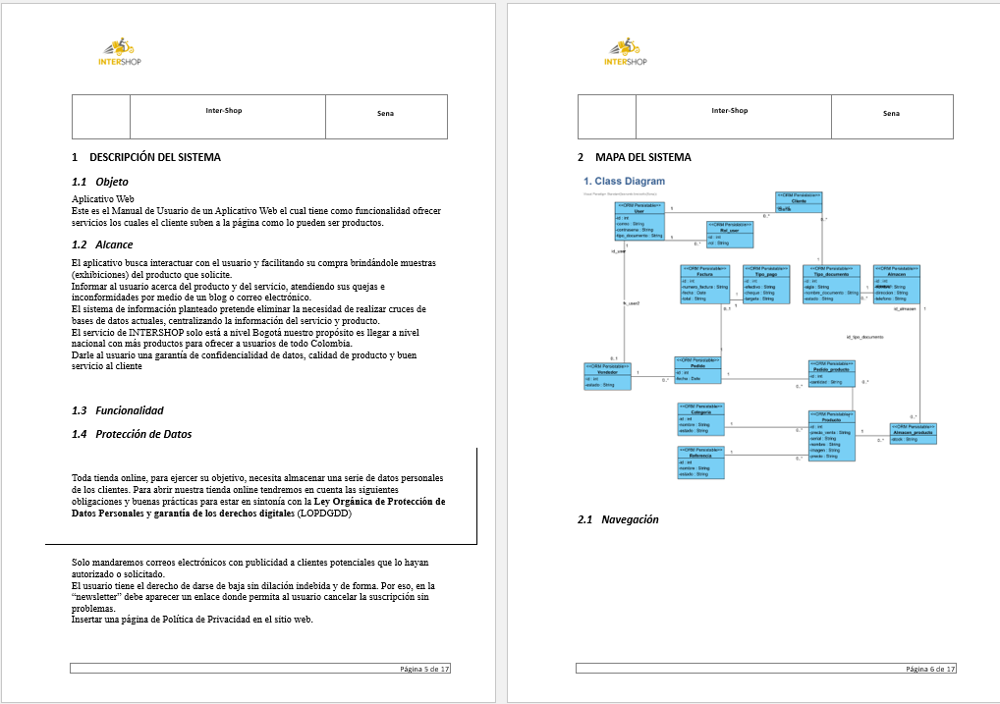 INTERSHOP
Inter-Shop
Sena
1 DESCRIPCIÓN DEL SISTEMA
1.1 Objeto
Aplicativo Web
Este es el Manual de Usuario de un Aplicativo Web el cual tiene como funcionalidad ofrecer
servicios los cuales el cliente suben a la página como lo pueden ser productos.
1.2 Alcance
El aplicativo busca interactuar con el usuario y facilitando su compra brindándole muestras
(exhibiciones) del producto que solicite.
Informar al usuario acerca del producto y del servicio, atendiendo sus quejas e
inconformidades por medio de un blog o correo electrónico.
El sistema de información planteado pretende eliminar la necesidad de realizar cruces de
bases de datos actuales, centralizando la información del servicio y producto.
El servicio de INTERSHOP solo está a nivel Bogotá nuestro propósito es llegar a nivel
nacional con más productos para ofrecer a usuarios de todo Colombia.
Darle al usuario una garantía de confidencialidad de datos, calidad de producto y buen
servicio al cliente
1.3 Funcionalidad
1.4 Protección de Datos
Toda tienda online, para ejercer su objetivo, necesita almacenar una serie de datos personales
de los clientes. Para abrir nuestra tienda online tendremos en cuenta las siguientes
obligaciones y buenas prácticas para estar en sintonía con la Ley Orgánica de Protección de
Datos Personales y garantía de los derechos digitales (LOPDGDD)
Solo mandaremos correos electrónicos con publicidad a clientes potenciales que lo hayan
autorizado o solicitado.
El usuario tiene el derecho de darse de baja sin dilación indebida y de forma. Por eso, en la
“newsletter” debe aparecer un enlace donde permita al usuario cancelar la suscripción sin
problemas.
Insertar una página de Política de Privacidad en el sitio web.
Página 5 de 17
INTERSHOP
Inter-Shop
Sena
2 MAPA DEL SISTEMA
1. Class Diagram
<<ORM Persistable>>
User
-id : int
-correo : String
-contrasena : String
-tipo_documento : String
<<ORM Persistable>>
Cliente
<<ORM Persistable>>
Rol_user
-id : int
-rol : String
id_user
<<ORM Persistable>>
Factura
-id : int
-numero_factura : String
-fecha : Date
-total : String
<<ORM Persistable>>
Tipo_pago
-id : int
-efectivo : String
-cheque : String
-targeta : String
<<ORM Persistable>>
Tipo_documento
-id : int
-sigla : String
-nombre_documento : String
-estado : String
<<ORM Persistable>>
Almacen
-id : int
-direccion : String
-telefono : String
id_almacen
id_tipo_documento
<<ORM Persistable>>
Vendedor
-id : int
-estado : String
<<ORM Persistable>>
Pedido
-id : int
-fecha : Date
<<ORM Persistable>>
Pedido_producto
-id : int
-cantidad : String
<<ORM Persistable>>
Categoria
-id : int
-nombre : String
-estado : String
<<ORM Persistable>>
Producto
-id : int
-precio_venta : String
-serial : String
-nombre : String
-imagen : String
-precio : String
<<ORM Persistable>>
Almacen_producto
-stock : String
<<ORM Persistable>>
Referencia
-id : int
-nombre : String
-estado : String
2.1 Navegación
Página 6 de 17